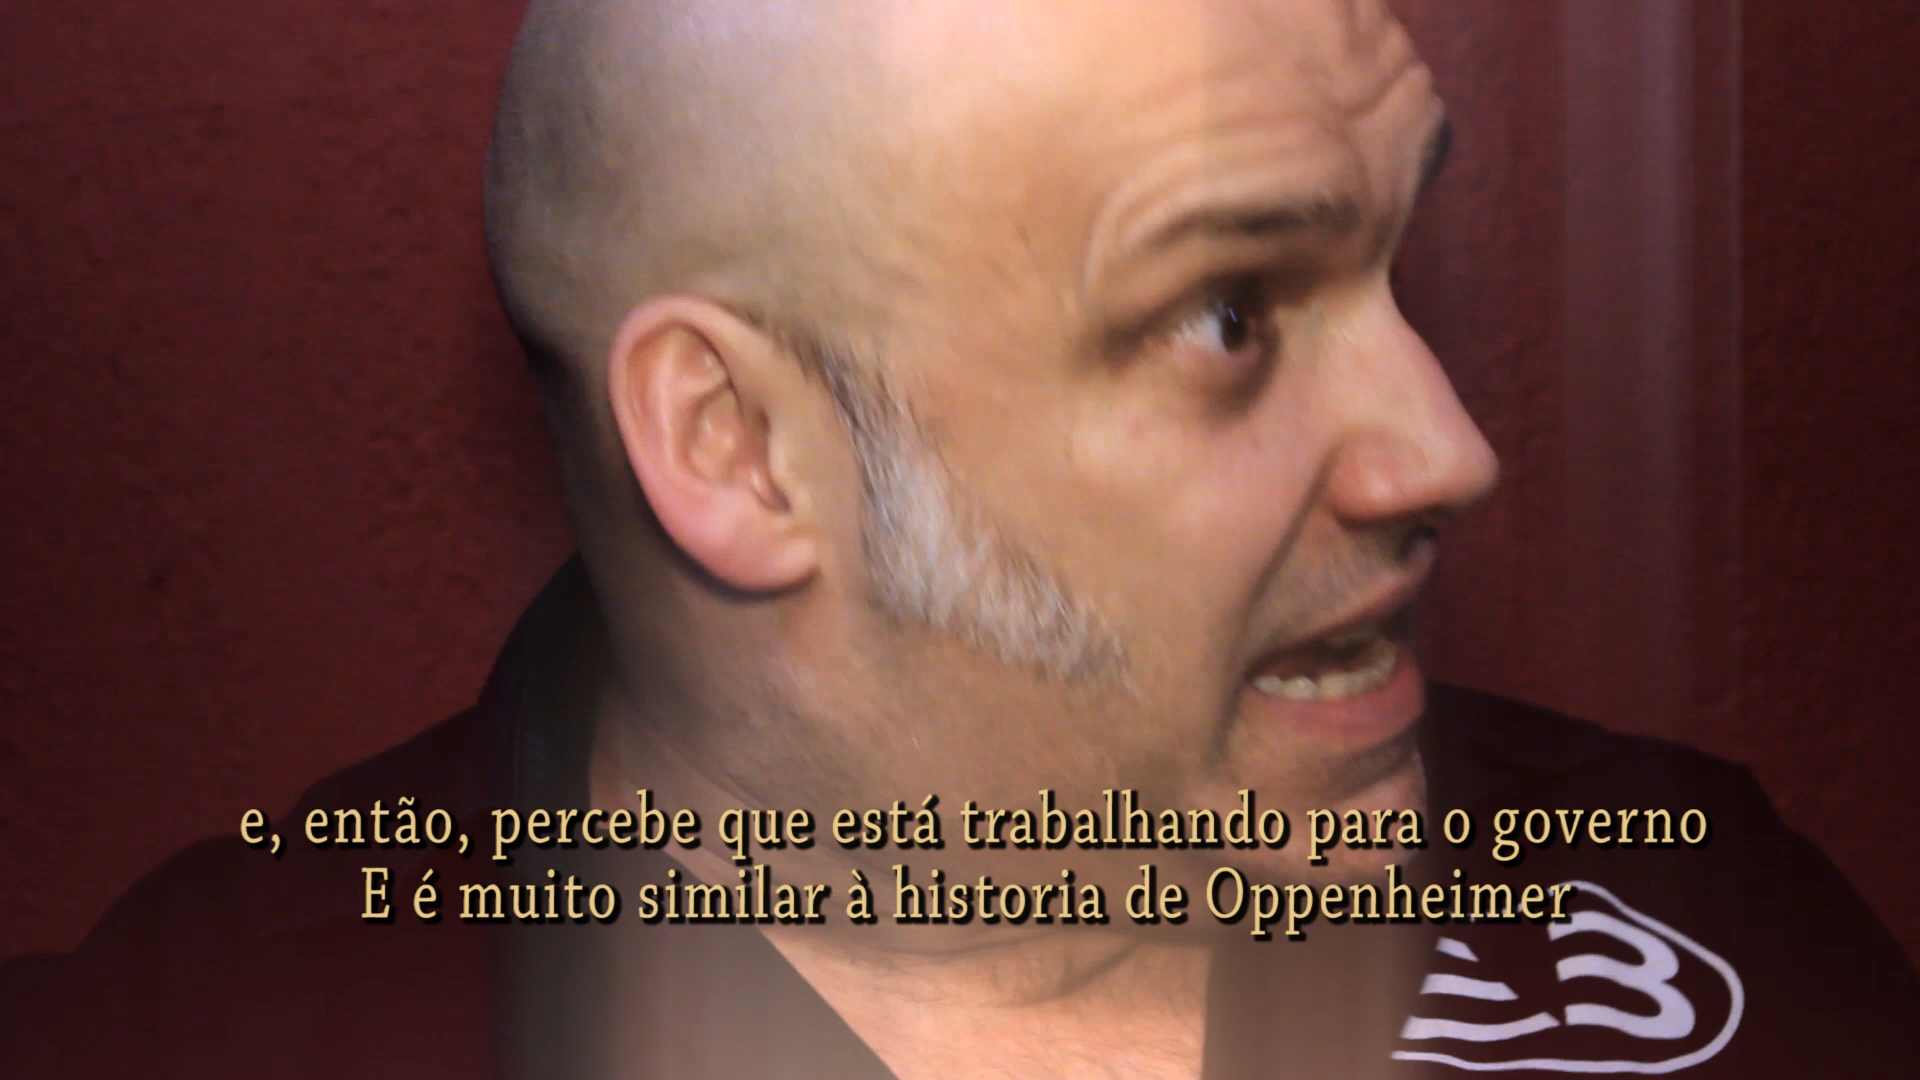 e, então, percebe que está trabalhando para o governo
E é muito similar à historia de Oppenheimer